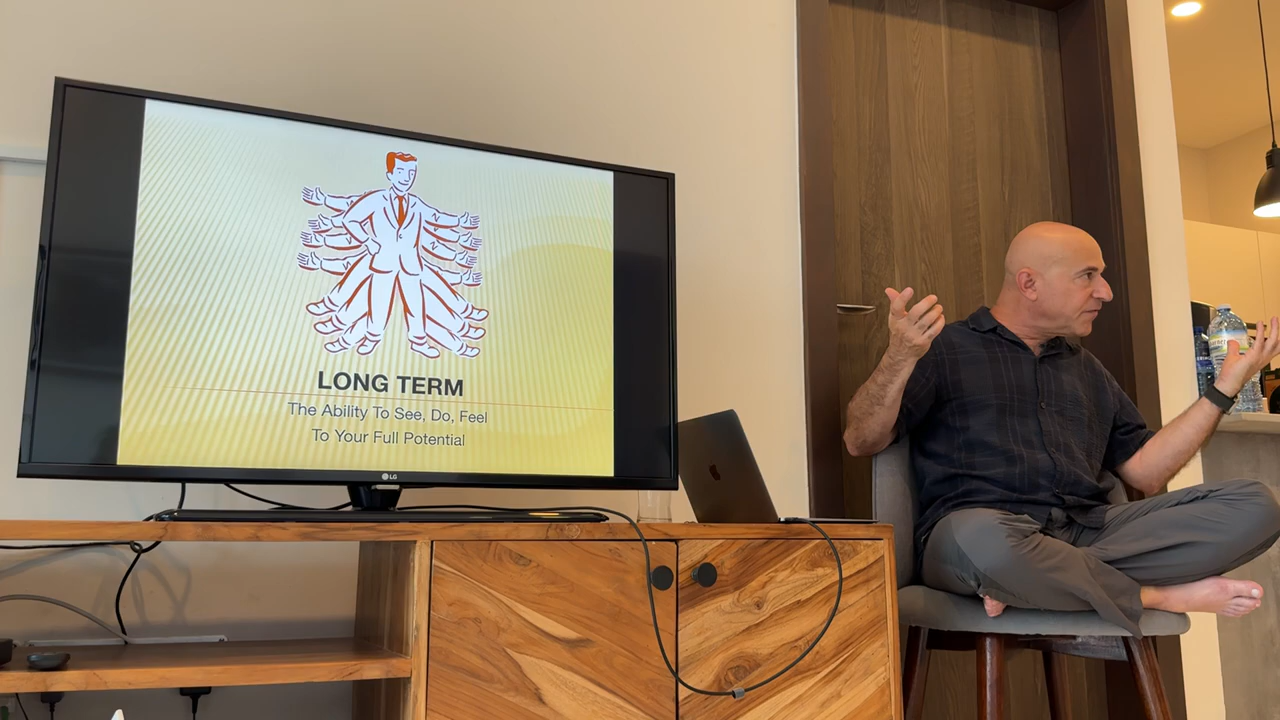 LONG TERM
The Ability To See, Do, Feel
To Your Full Potential
LG